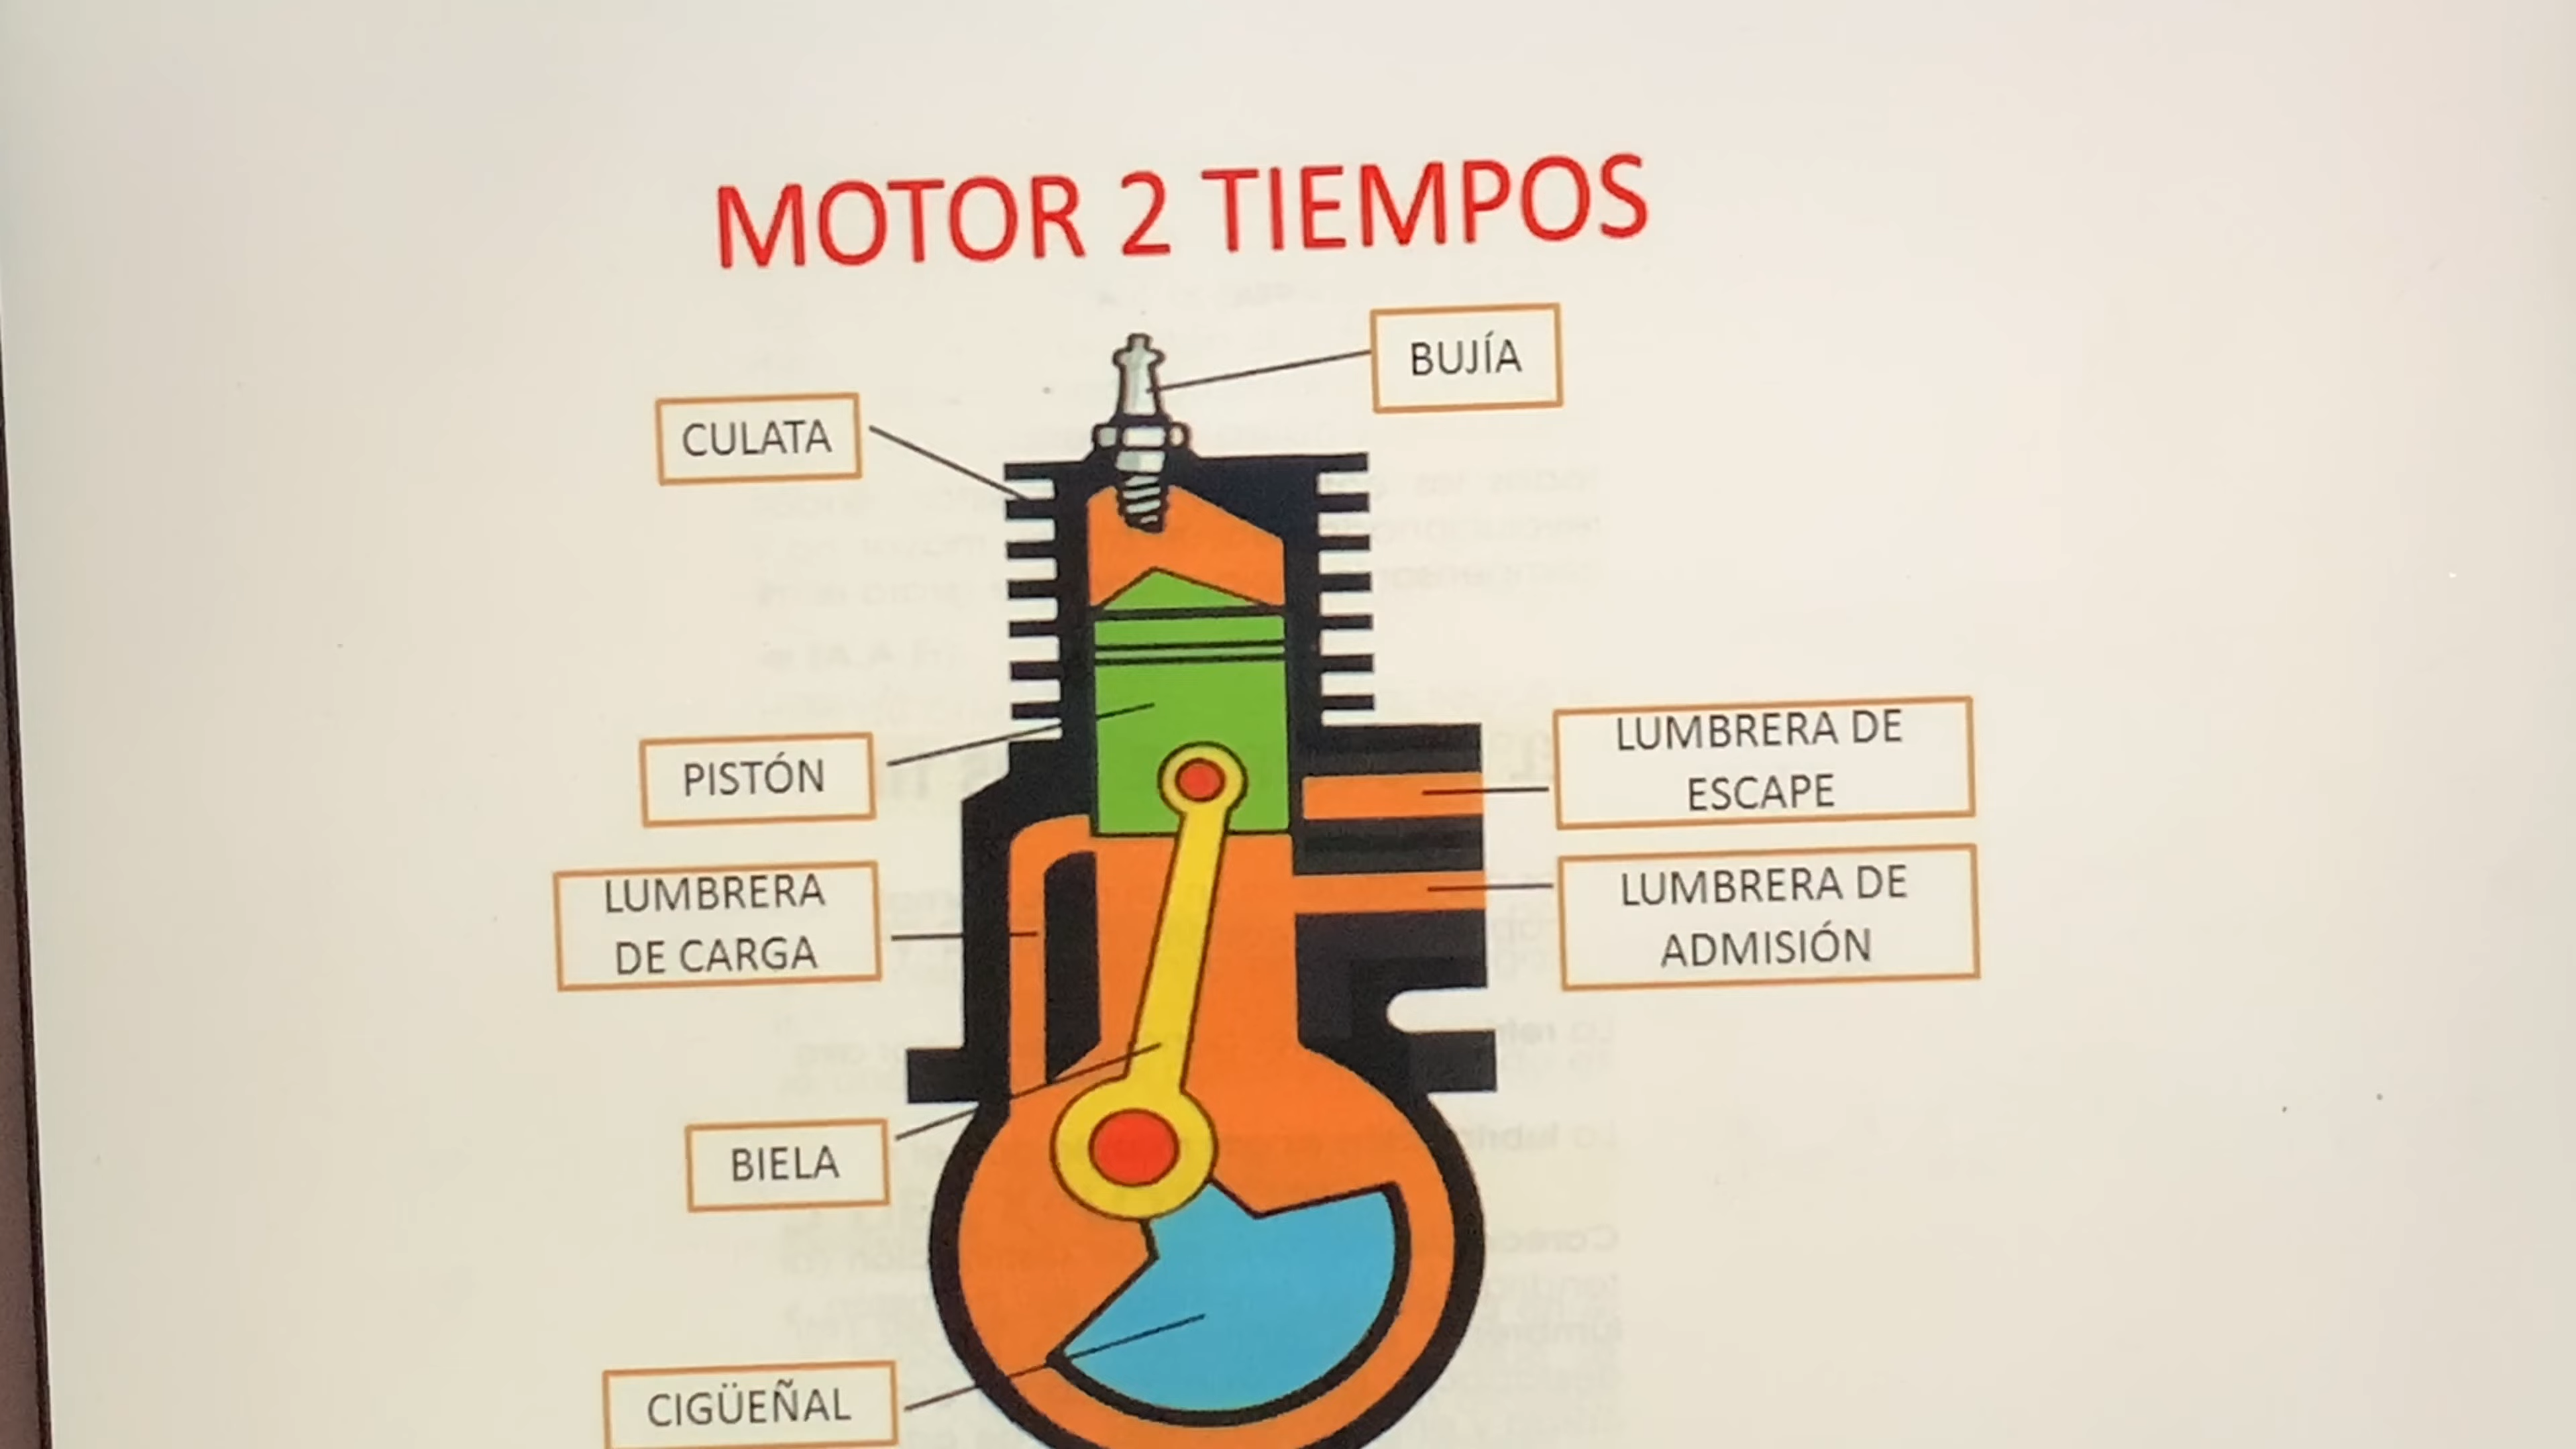 MOTOR 2 TIEMPOS
BUJÍA
CULATA
PISTÓN
LUMBRERA DE
ESCAPE
LUMBRERA
DE CARGA
LUMBRERA DE
ADMISIÓN
BIELA
CIGÜEÑAL